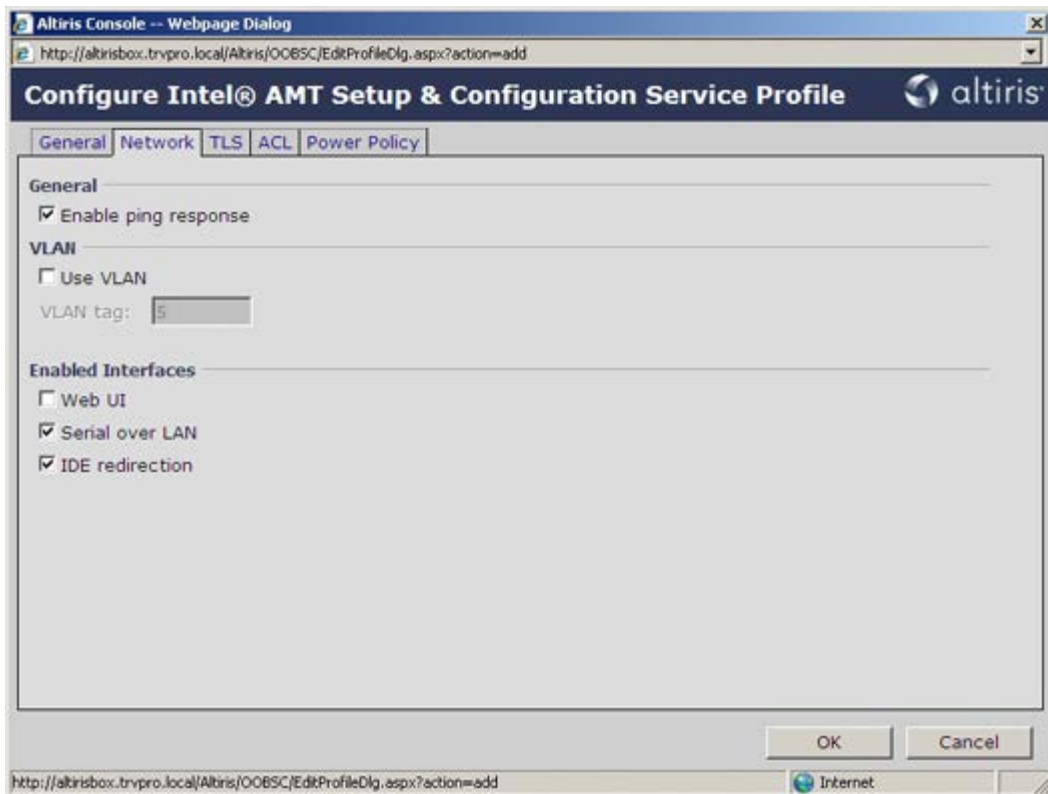 Altiris Console -- Webpage Dialog
http://altirisbox.trvpro.local/Altiris/OOBSC/EditProfileDlg.aspx?action=add
Configure Intel® AMT Setup & Configuration Service Profile
altiris
General Network TLS ACL Power Policy
General
Enable ping response
VLAN
Use VLAN
VLAN tag: 5
Enabled Interfaces
Web UI
Serial over LAN
IDE redirection
OK Cancel
http://altirisbox.trvpro.local/Altiris/OOBSC/EditProfileDlg.aspx?action=add Internet